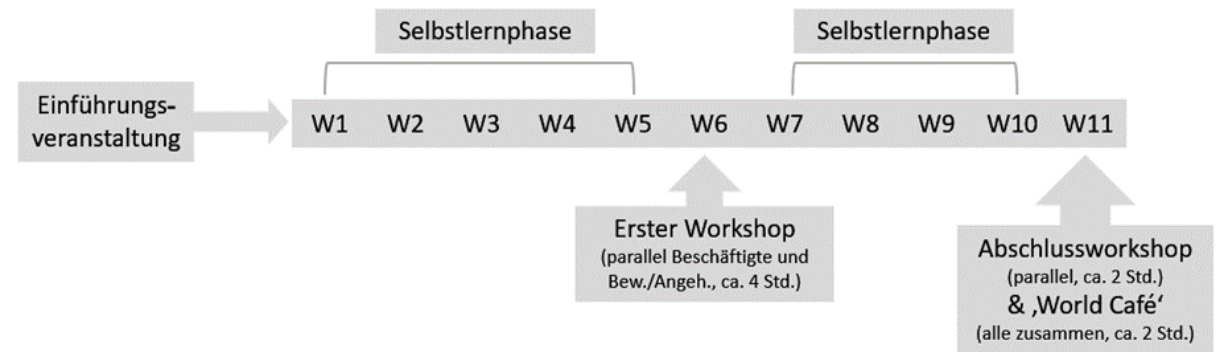 Selbstlernphase
Selbstlernphase
Einführungs-
veranstaltung
W1 W2 W3 W4 W5 W6 W7 W8 W9 W10 W11
Erster Workshop
(parallel Beschäftigte und
Bew./Angeh., ca. 4 Std.)
Abschlussworkshop
(parallel, ca. 2 Std.)
& ‚World Café‘
(alle zusammen, ca. 2 Std.)